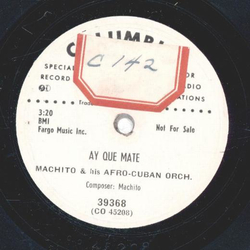 COLUMBIA
C 142
SPECIAL
FOR
RECORD
RADIO
STATIONS
3:20
BMI
Fargo Music Inc.
Not For Sale
AY QUE MATE
MACHITO & his AFRO-CUBAN ORCH.
Composer: Machito
39368
(CO 45208)